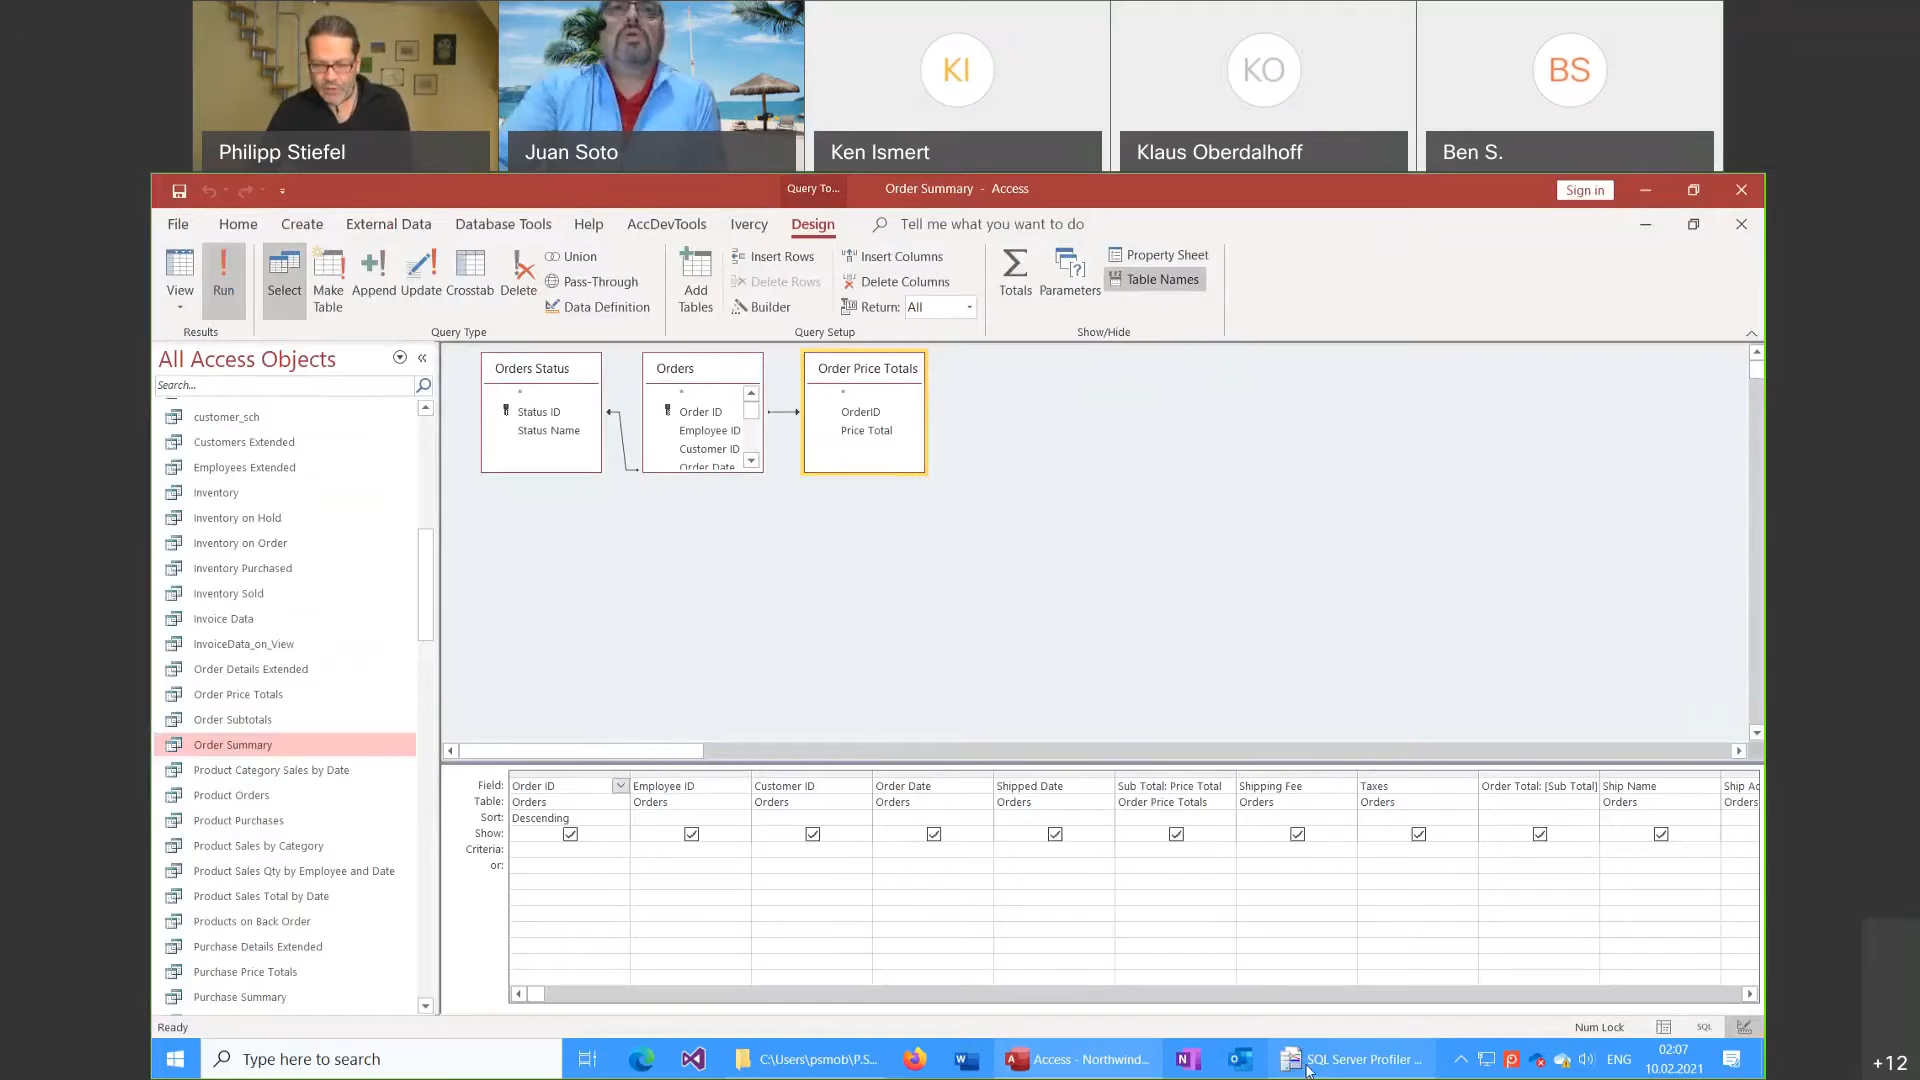 KI
KO
BS
Philipp Stiefel
Juan Soto
Ken Ismert
Klaus Oberdalhoff
Ben S.
Query To...
Order Summary - Access
Sign in
File
Home
Create
External Data
Database Tools
Help
AccDevTools
Ivercy
Design
Tell me what you want to do
View
Run
Select
Make Table
Append
Update
Crosstab
Delete
Union
Pass-Through
Data Definition
Add Tables
Insert Rows
Delete Rows
Builder
Insert Columns
Delete Columns
Return: All
Totals
Parameters
Property Sheet
Table Names
Results
Query Type
Query Setup
Show/Hide
All Access Objects
Search...
customer_sch
Customers Extended
Employees Extended
Inventory
Inventory on Hold
Inventory on Order
Inventory Purchased
Inventory Sold
Invoice Data
InvoiceData_on_View
Order Details Extended
Order Price Totals
Order Subtotals
Order Summary
Product Category Sales by Date
Product Orders
Product Purchases
Product Sales by Category
Product Sales Qty by Employee and Date
Product Sales Total by Date
Products on Back Order
Purchase Details Extended
Purchase Price Totals
Purchase Summary
Orders Status
*
Status ID
Status Name
Orders
*
Order ID
Employee ID
Customer ID
Order Date
Order Price Totals
*
OrderID
Price Total
Field: Order ID Employee ID Customer ID Order Date Shipped Date Sub Total: Price Total Shipping Fee Taxes Order Total: [Sub Total] Ship Name Ship Ac
Table: Orders Orders Orders Orders Orders Order Price Totals Orders Orders Orders Orders
Sort: Descending
Show:
Criteria:
or:
Ready
Num Lock
SQL
Type here to search
C:\Users\psmob\P.S...
Access - Northwind...
SQL Server Profiler ...
ENG
02:07
10.02.2021
+12